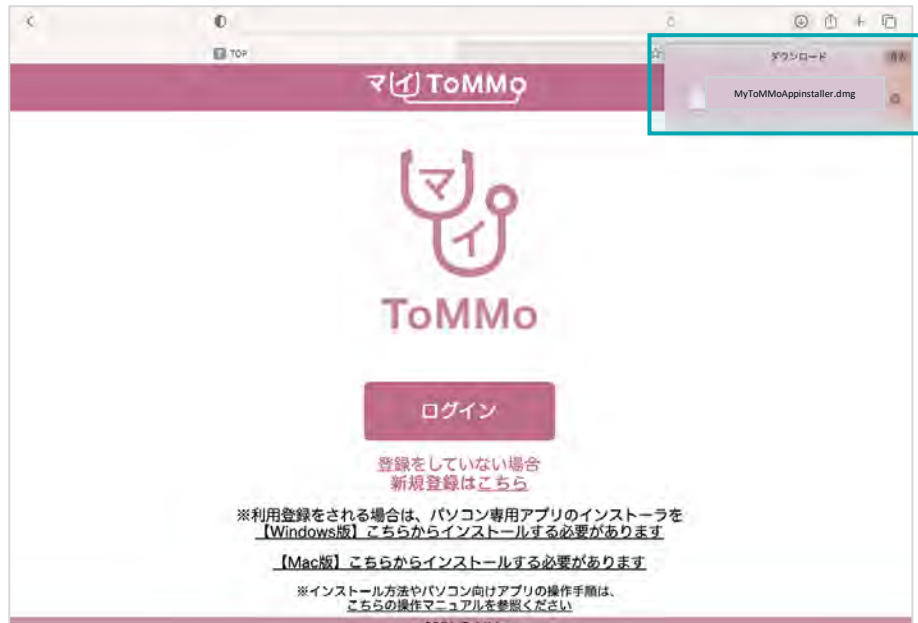 TOP
ダウンロード
消去
MyToMMoAppinstaller.dmg
マイ ToMMo
マイ
ToMMo
ログイン
登録をしていない場合
新規登録はこちら
※利用登録をされる場合は、パソコン専用アプリのインストーラを
【Windows版】こちらからインストールする必要があります
【Mac版】こちらからインストールする必要があります
※インストール方法やパソコン向けアプリの操作手順は、
こちらの操作マニュアルを参照ください